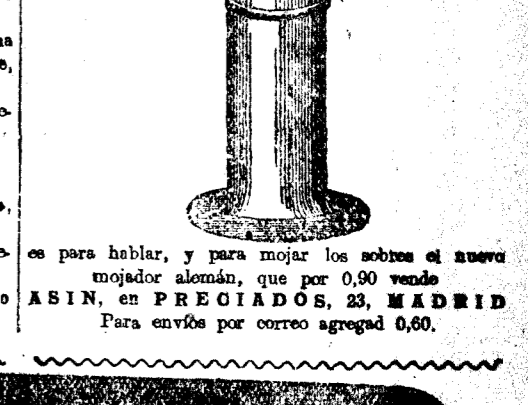 es para hablar, y para mojar los sobres el nuevo
mojador alemán, que por 0,90 vende
ASIN, en PRECIADOS, 23, MADRID
Para envíos por correo agregad 0,60.